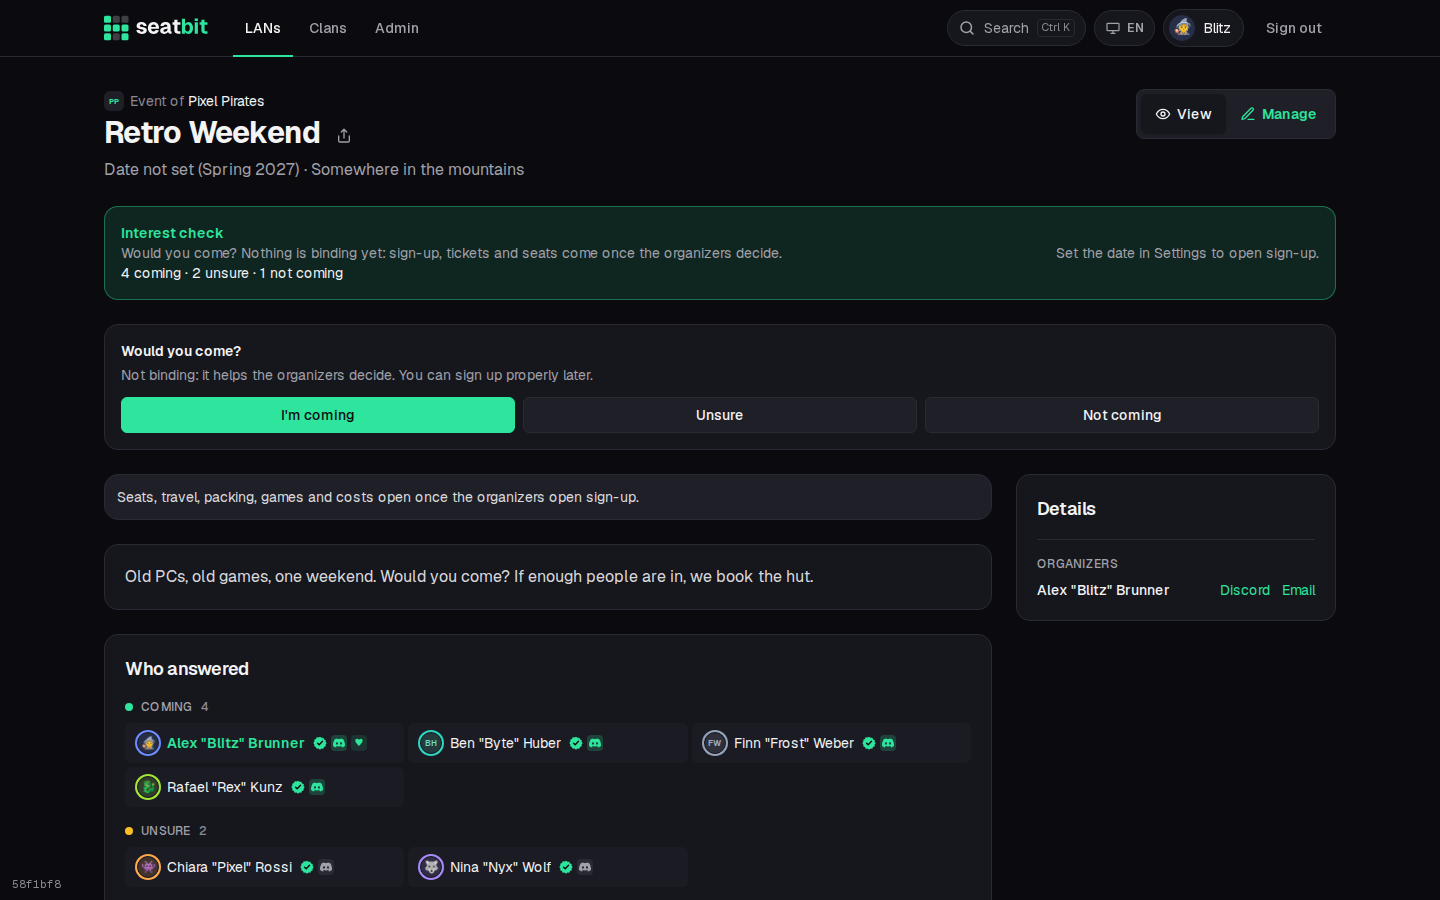 seatbit
LANs
Clans
Admin
Search
Ctrl K
EN
Blitz
Sign out
PP
Event of Pixel Pirates
Retro Weekend
View
Manage
Date not set (Spring 2027) · Somewhere in the mountains
Interest check
Would you come? Nothing is binding yet: sign-up, tickets and seats come once the organizers decide.
4 coming · 2 unsure · 1 not coming
Set the date in Settings to open sign-up.
Would you come?
Not binding: it helps the organizers decide. You can sign up properly later.
I'm coming
Unsure
Not coming
Seats, travel, packing, games and costs open once the organizers open sign-up.
Old PCs, old games, one weekend. Would you come? If enough people are in, we book the hut.
Details
ORGANIZERS
Alex "Blitz" Brunner
Discord
Email
Who answered
COMING 4
Alex "Blitz" Brunner
BH
Ben "Byte" Huber
FW
Finn "Frost" Weber
Rafael "Rex" Kunz
UNSURE 2
Chiara "Pixel" Rossi
Nina "Nyx" Wolf
58f1bf8